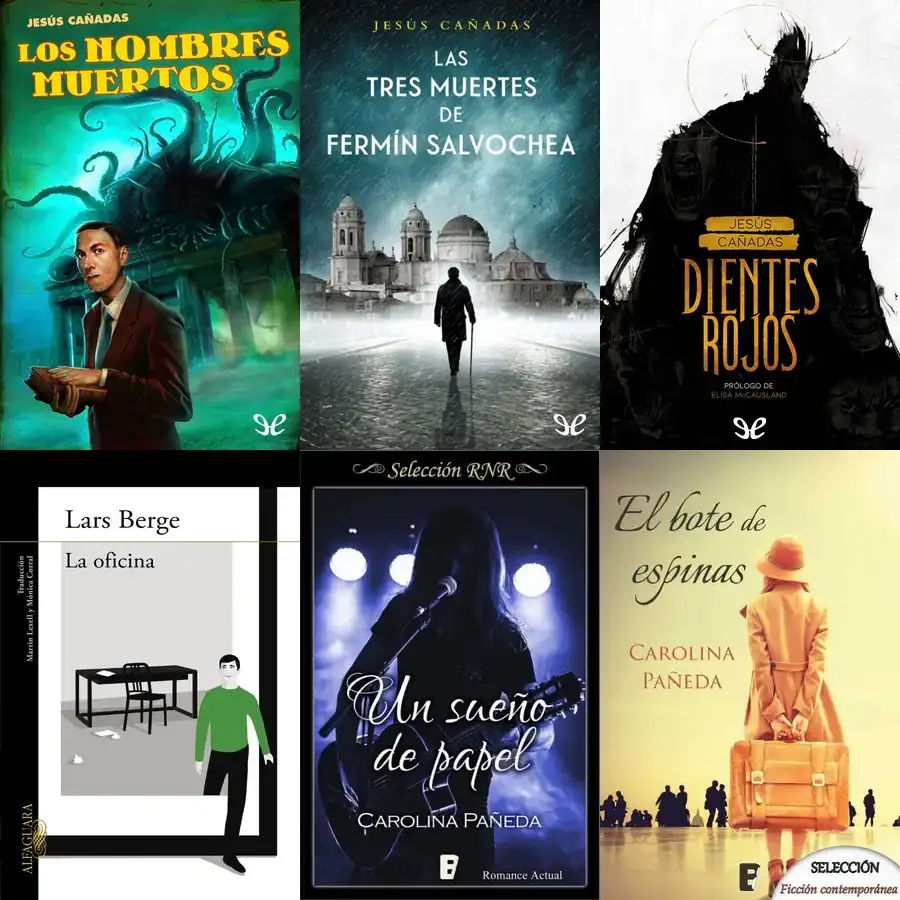 JESÚS CAÑADAS
LOS NOMBRES
MUERTOS
JESÚS CAÑADAS
LAS
TRES MUERTES
DE
FERMÍN SALVOCHEA
JESÚS
CAÑADAS
DIENTES
ROJOS
PRÓLOGO DE
ELISA McCAUSLAND
Lars Berge
La oficina
Traducción
Martin Lexell y Mónica Corral
ALFAGUARA
Selección RNR
Un sueño
de papel
CAROLINA PAÑEDA
B
Romance Actual
El bote de
espinas
CAROLINA
PAÑEDA
B
SELECCIÓN
Ficción contemporánea